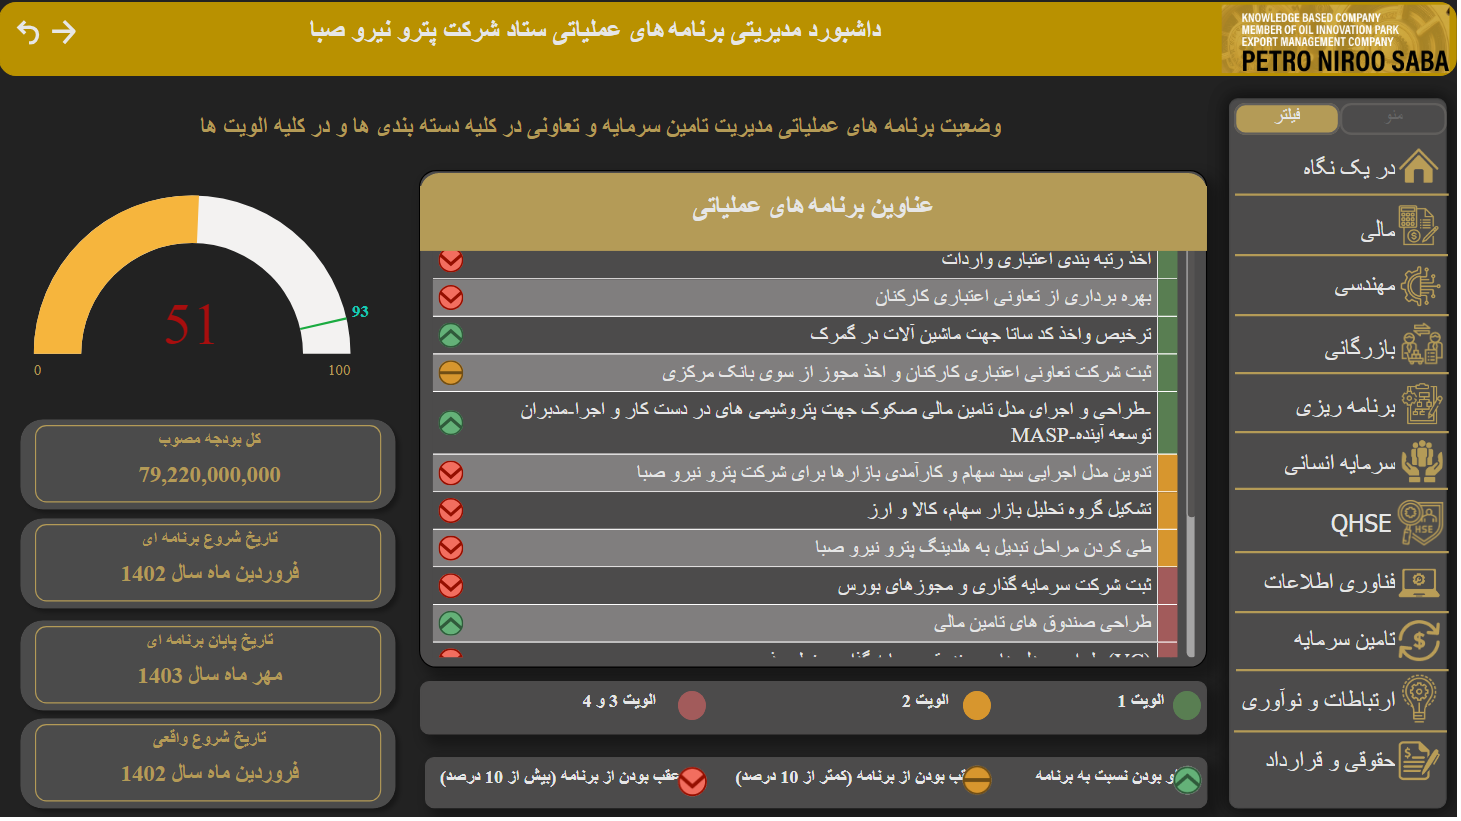 داشبورد مدیریتی برنامه های عملیاتی ستاد شرکت پترو نیرو صبا
KNOWLEDGE BASED COMPANY
MEMBER OF OIL INNOVATION PARK
EXPORT MANAGEMENT COMPANY
PETRO NIROO SABA
منو
فیلتر
در یک نگاه
مالی
مهندسی
بازرگانی
برنامه ریزی
سرمایه انسانی
QHSE
فناوری اطلاعات
تامین سرمایه
ارتباطات و نوآوری
حقوقی و قرارداد
وضعیت برنامه های عملیاتی مدیریت تامین سرمایه و تعاونی در کلیه دسته بندی ها و در کلیه الویت ها
عناوین برنامه های عملیاتی
اخذ رتبه بندی اعتباری واردات
بهره برداری از تعاونی اعتباری کارکنان
ترخیص واخذ کد ساتا جهت ماشین آلات در گمرک
ثبت شرکت تعاونی اعتباری کارکنان و اخذ مجوز از سوی بانک مرکزی
-طراحی و اجرای مدل تامین مالی صکوک جهت پتروشیمی های در دست کار و اجرا-مدبران
توسعه آینده-MASP
تدوین مدل اجرایی سبد سهام و کارآمدی بازارها برای شرکت پترو نیرو صبا
تشکیل گروه تحلیل بازار سهام، کالا و ارز
طی کردن مراحل تبدیل به هلدینگ پترو نیرو صبا
ثبت شرکت سرمایه گذاری و مجوزهای بورس
طراحی صندوق های تامین مالی
الویت 1
الویت 2
الویت 3 و 4
و بودن نسبت به برنامه
قب بودن از برنامه (کمتر از 10 درصد)
عقب بودن از برنامه (بیش از 10 درصد)
51
93
0
100
کل بودجه مصوب
79,220,000,000
تاریخ شروع برنامه ای
فروردین ماه سال 1402
تاریخ پایان برنامه ای
مهر ماه سال 1403
تاریخ شروع واقعی
فروردین ماه سال 1402